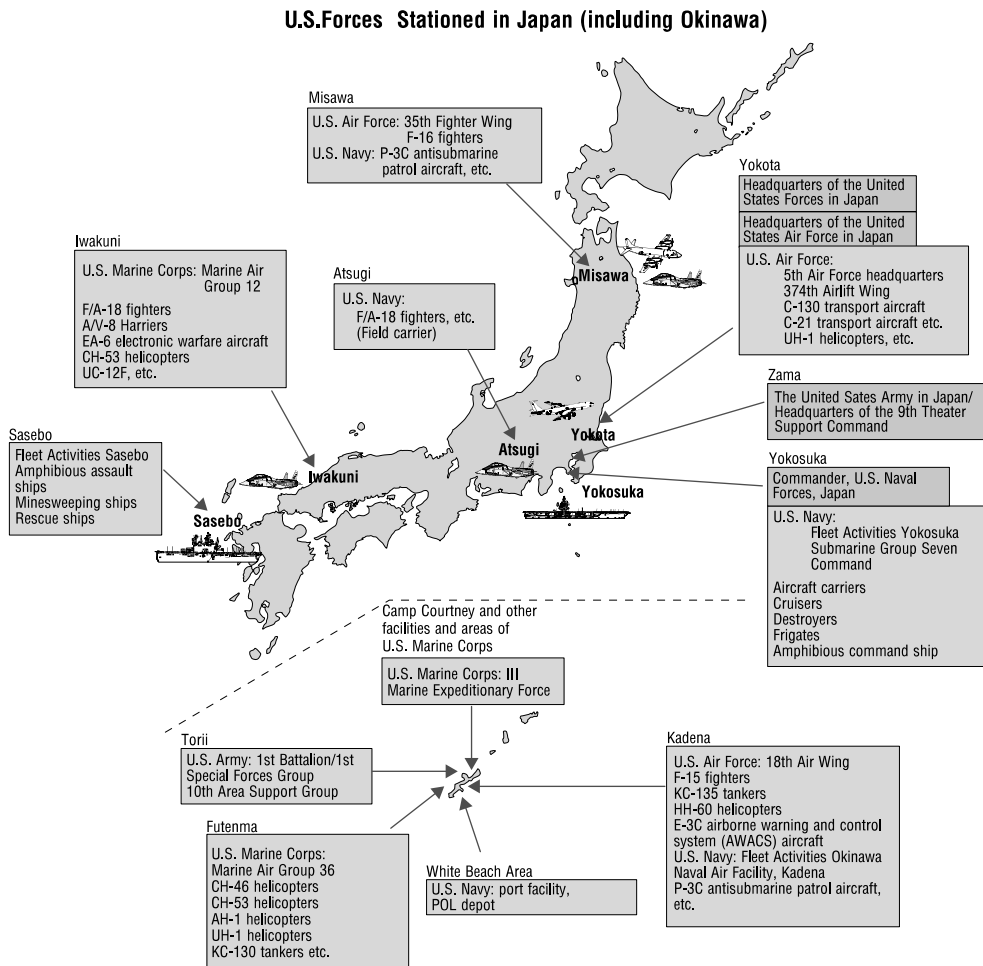 U.S.Forces Stationed in Japan (including Okinawa)
Misawa
U.S. Air Force: 35th Fighter Wing
F-16 fighters
U.S. Navy: P-3C antisubmarine
patrol aircraft, etc.
Yokota
Headquarters of the United
States Forces in Japan
Headquarters of the United
States Air Force in Japan
U.S. Air Force:
5th Air Force headquarters
374th Airlift Wing
C-130 transport aircraft
C-21 transport aircraft etc.
UH-1 helicopters, etc.
Iwakuni
U.S. Marine Corps: Marine Air
Group 12
F/A-18 fighters
A/V-8 Harriers
EA-6 electronic warfare aircraft
CH-53 helicopters
UC-12F, etc.
Atsugi
U.S. Navy:
F/A-18 fighters, etc.
(Field carrier)
Misawa
Zama
The United Sates Army in Japan/
Headquarters of the 9th Theater
Support Command
Sasebo
Fleet Activities Sasebo
Amphibious assault
ships
Minesweeping ships
Rescue ships
Yokota
Atsugi
Iwakuni
Yokosuka
Sasebo
Yokosuka
Commander, U.S. Naval
Forces, Japan
U.S. Navy:
Fleet Activities Yokosuka
Submarine Group Seven
Command
Aircraft carriers
Cruisers
Destroyers
Frigates
Amphibious command ship
Camp Courtney and other
facilities and areas of
U.S. Marine Corps
U.S. Marine Corps: III
Marine Expeditionary Force
Torii
U.S. Army: 1st Battalion/1st
Special Forces Group
10th Area Support Group
Kadena
U.S. Air Force: 18th Air Wing
F-15 fighters
KC-135 tankers
HH-60 helicopters
E-3C airborne warning and control
system (AWACS) aircraft
U.S. Navy: Fleet Activities Okinawa
Naval Air Facility, Kadena
P-3C antisubmarine patrol aircraft,
etc.
Futenma
U.S. Marine Corps:
Marine Air Group 36
CH-46 helicopters
CH-53 helicopters
AH-1 helicopters
UH-1 helicopters
KC-130 tankers etc.
White Beach Area
U.S. Navy: port facility,
POL depot